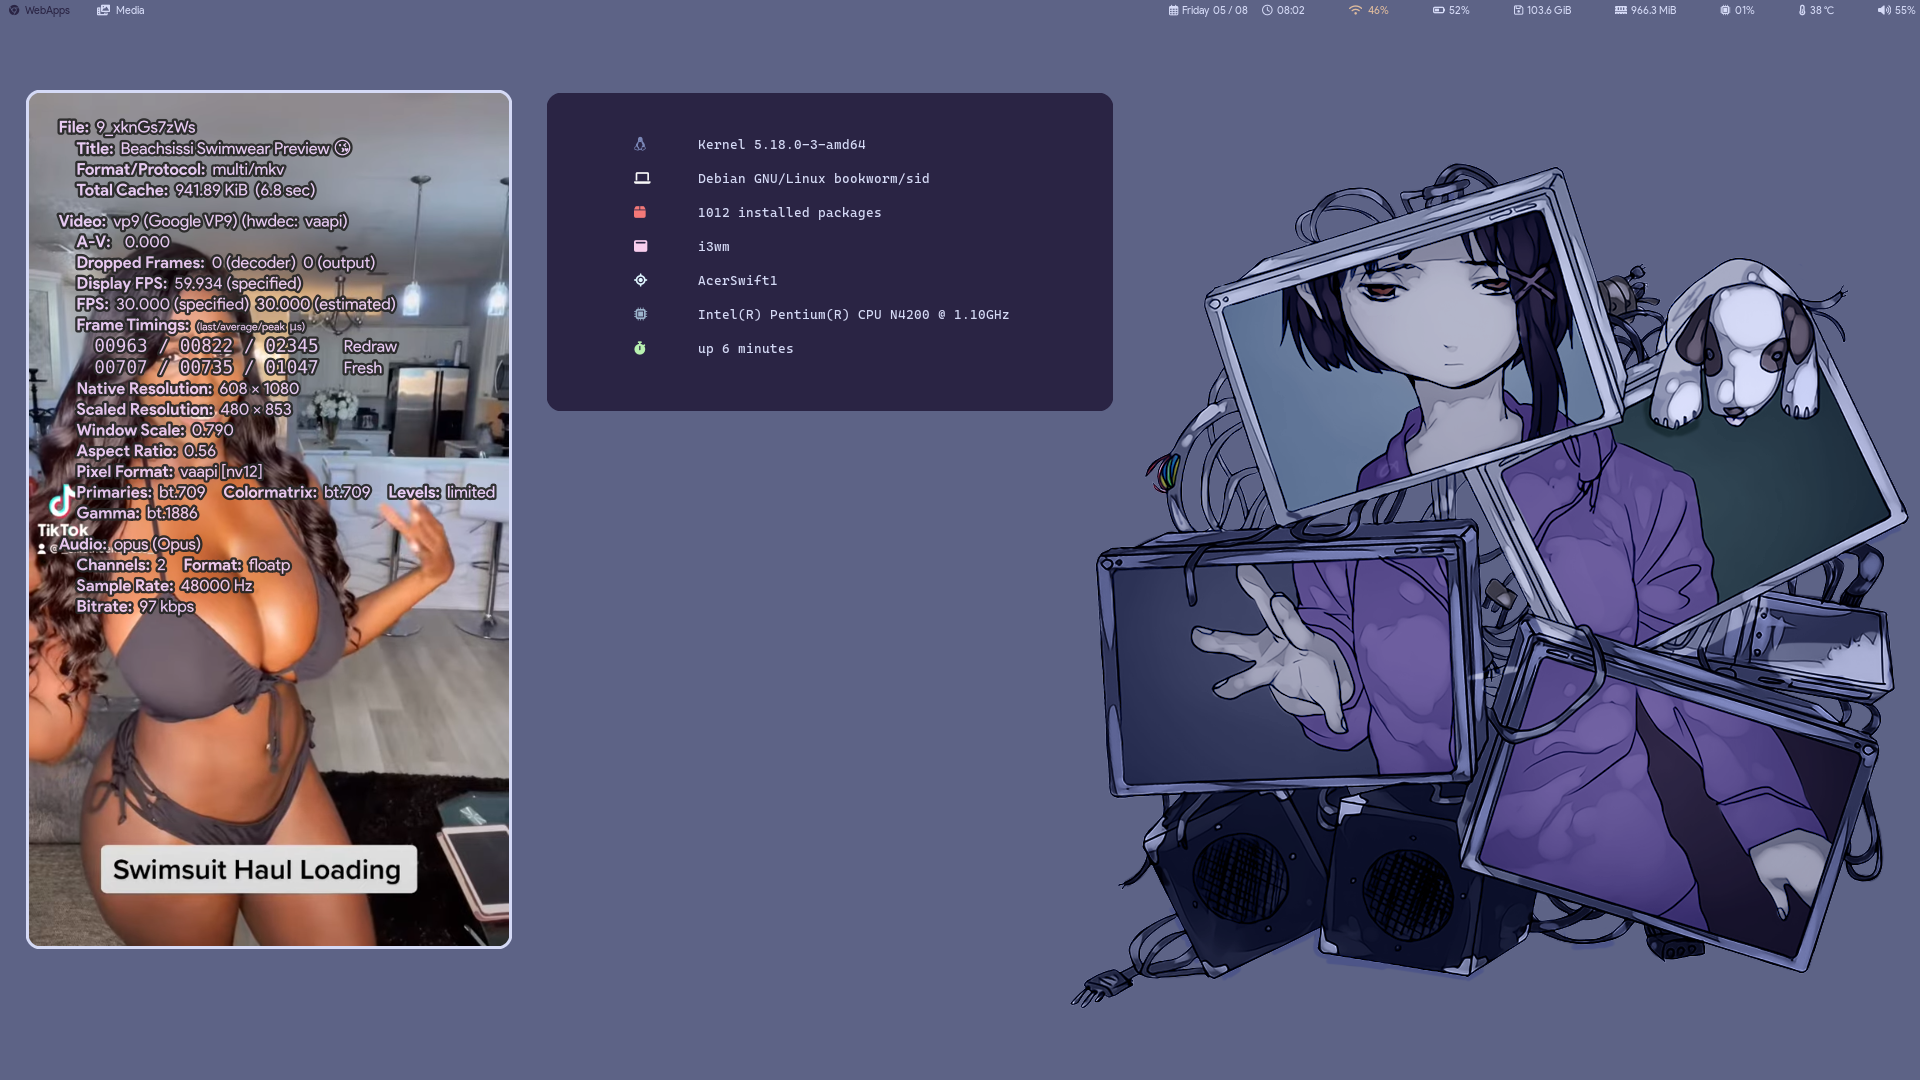 WebApps Media Friday 05 / 08 08:02 46% 52% 103.6 GiB 966.3 MiB 01% 38 °C 55%
File: 9_xknGs7zWs
Title: Beachsissi Swimwear Preview 😘
Format/Protocol: multi/mkv
Total Cache: 941.89 KiB (6.8 sec)
Video: vp9 (Google VP9) (hwdec: vaapi)
A-V: 0.000
Dropped Frames: 0 (decoder) 0 (output)
Display FPS: 59.934 (specified)
FPS: 30.000 (specified) 30.000 (estimated)
Frame Timings: (last/average/peak μs)
00963 / 00822 / 02345 Redraw
00707 / 00735 / 01047 Fresh
Native Resolution: 608 × 1080
Scaled Resolution: 480 × 853
Window Scale: 0.790
Aspect Ratio: 0.56
Pixel Format: vaapi [nv12]
Primaries: bt.709 Colormatrix: bt.709 Levels: limited
Gamma: bt.1886
TikTok
Audio: opus (Opus)
Channels: 2 Format: floatp
Sample Rate: 48000 Hz
Bitrate: 97 kbps
Swimsuit Haul Loading
Kernel 5.18.0-3-amd64
Debian GNU/Linux bookworm/sid
1012 installed packages
i3wm
AcerSwift1
Intel(R) Pentium(R) CPU N4200 @ 1.10GHz
up 6 minutes